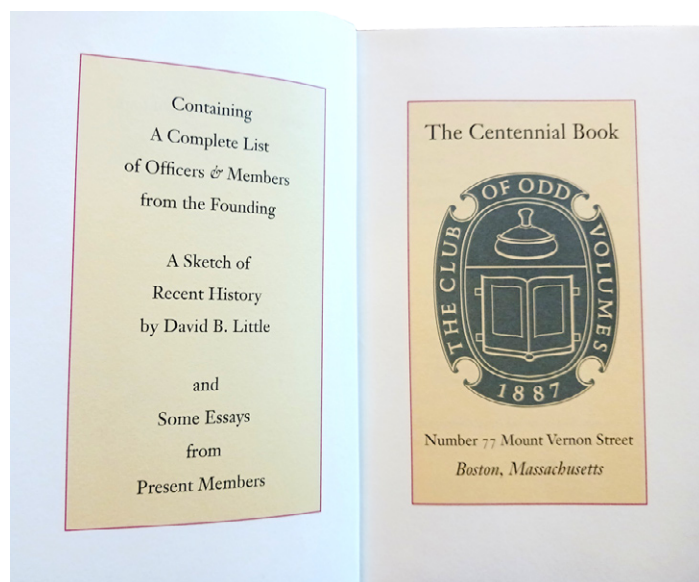 Containing
A Complete List
of Officers & Members
from the Founding
A Sketch of
Recent History
by David B. Little
and
Some Essays
from
Present Members
The Centennial Book
THE CLUB OF ODD VOLUMES
1887
Number 77 Mount Vernon Street
Boston, Massachusetts